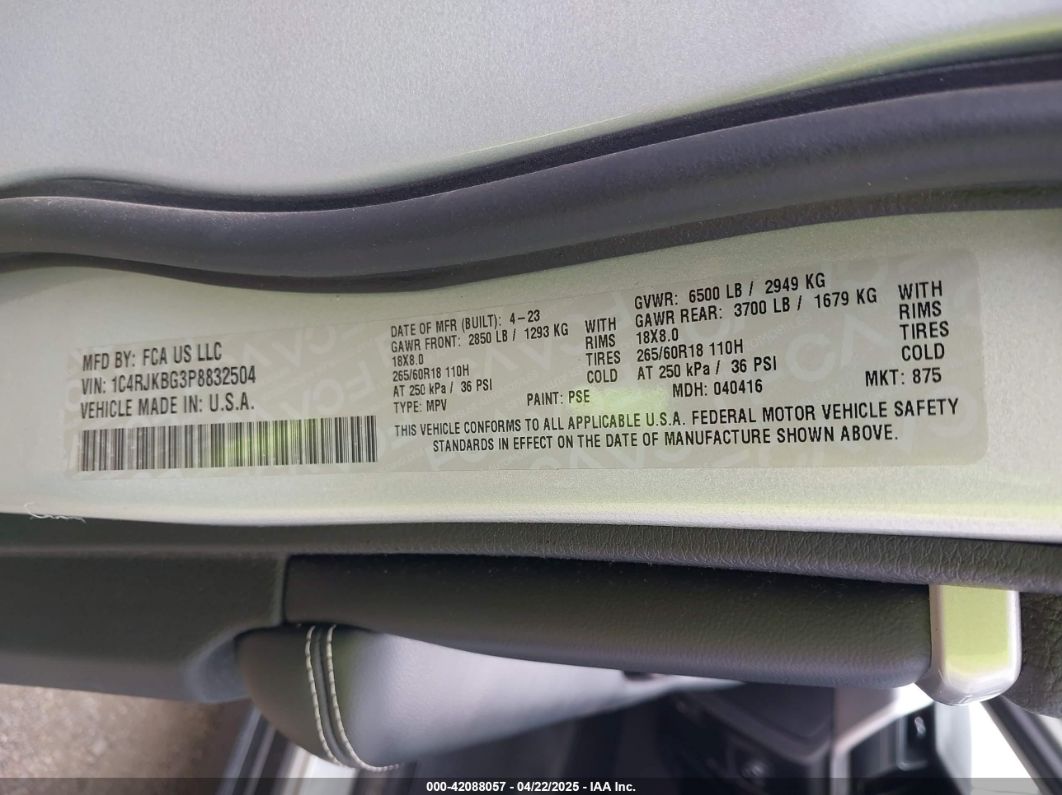 MFD BY: FCA US LLC
VIN: 1C4RJKBG3P8832504
VEHICLE MADE IN: U.S.A.
DATE OF MFR (BUILT): 4-23
GAWR FRONT: 2850 LB / 1293 KG WITH
18X8.0 RIMS
265/60R18 110H TIRES
AT 250 kPa / 36 PSI COLD
TYPE: MPV PAINT: PSE
GVWR: 6500 LB / 2949 KG
GAWR REAR: 3700 LB / 1679 KG WITH
18X8.0 RIMS
265/60R18 110H TIRES
AT 250 kPa / 36 PSI COLD
MDH: 040416 MKT: 875
THIS VEHICLE CONFORMS TO ALL APPLICABLE U.S.A. FEDERAL MOTOR VEHICLE SAFETY
STANDARDS IN EFFECT ON THE DATE OF MANUFACTURE SHOWN ABOVE.
000-42088057 - 04/22/2025 - IAA Inc.